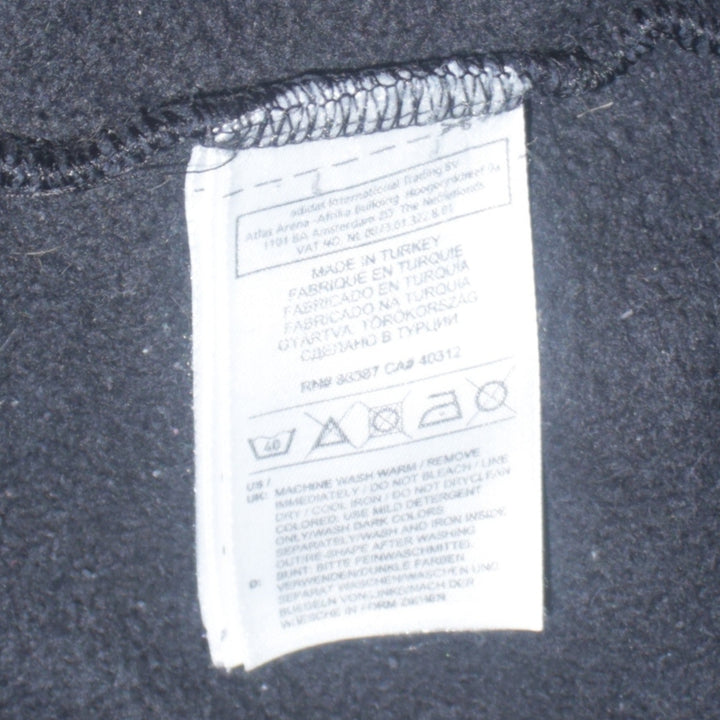 adidas International Trading BV
Atlas Arena -Afrika Building Hoogoorddreef 9a
1101 BA Amsterdam ZO The Netherlands
VAT NO. NL
MADE IN TURKEY
FABRIQUE EN TURQUIE
FABRICADO EN TURQUÍA
FABRICADO NA TURQUIA
GYÁRTVA: TÖRÖKORSZÁG
СДЕЛАНО В ТУРЦИИ
RN# 88387 CA# 40312
40
US /
UK: MACHINE WASH WARM / REMOVE
IMMEDIATELY / DO NOT BLEACH / LINE
DRY / COOL IRON / DO NOT DRYCLEAN
COLORED: USE MILD DETERGENT
ONLY/WASH DARK COLORS
SEPARATELY/WASH AND IRON INSIDE
OUT/RE-SHAPE AFTER WASHING
D: BUNT: BITTE FEINWASCHMITTEL
VERWENDEN/DUNKLE FARBEN
SEPARAT WASCHEN/WASCHEN UND
BUEGELN VON LINKS/NACH DER
WAESCHE IN FORM ZIEHEN